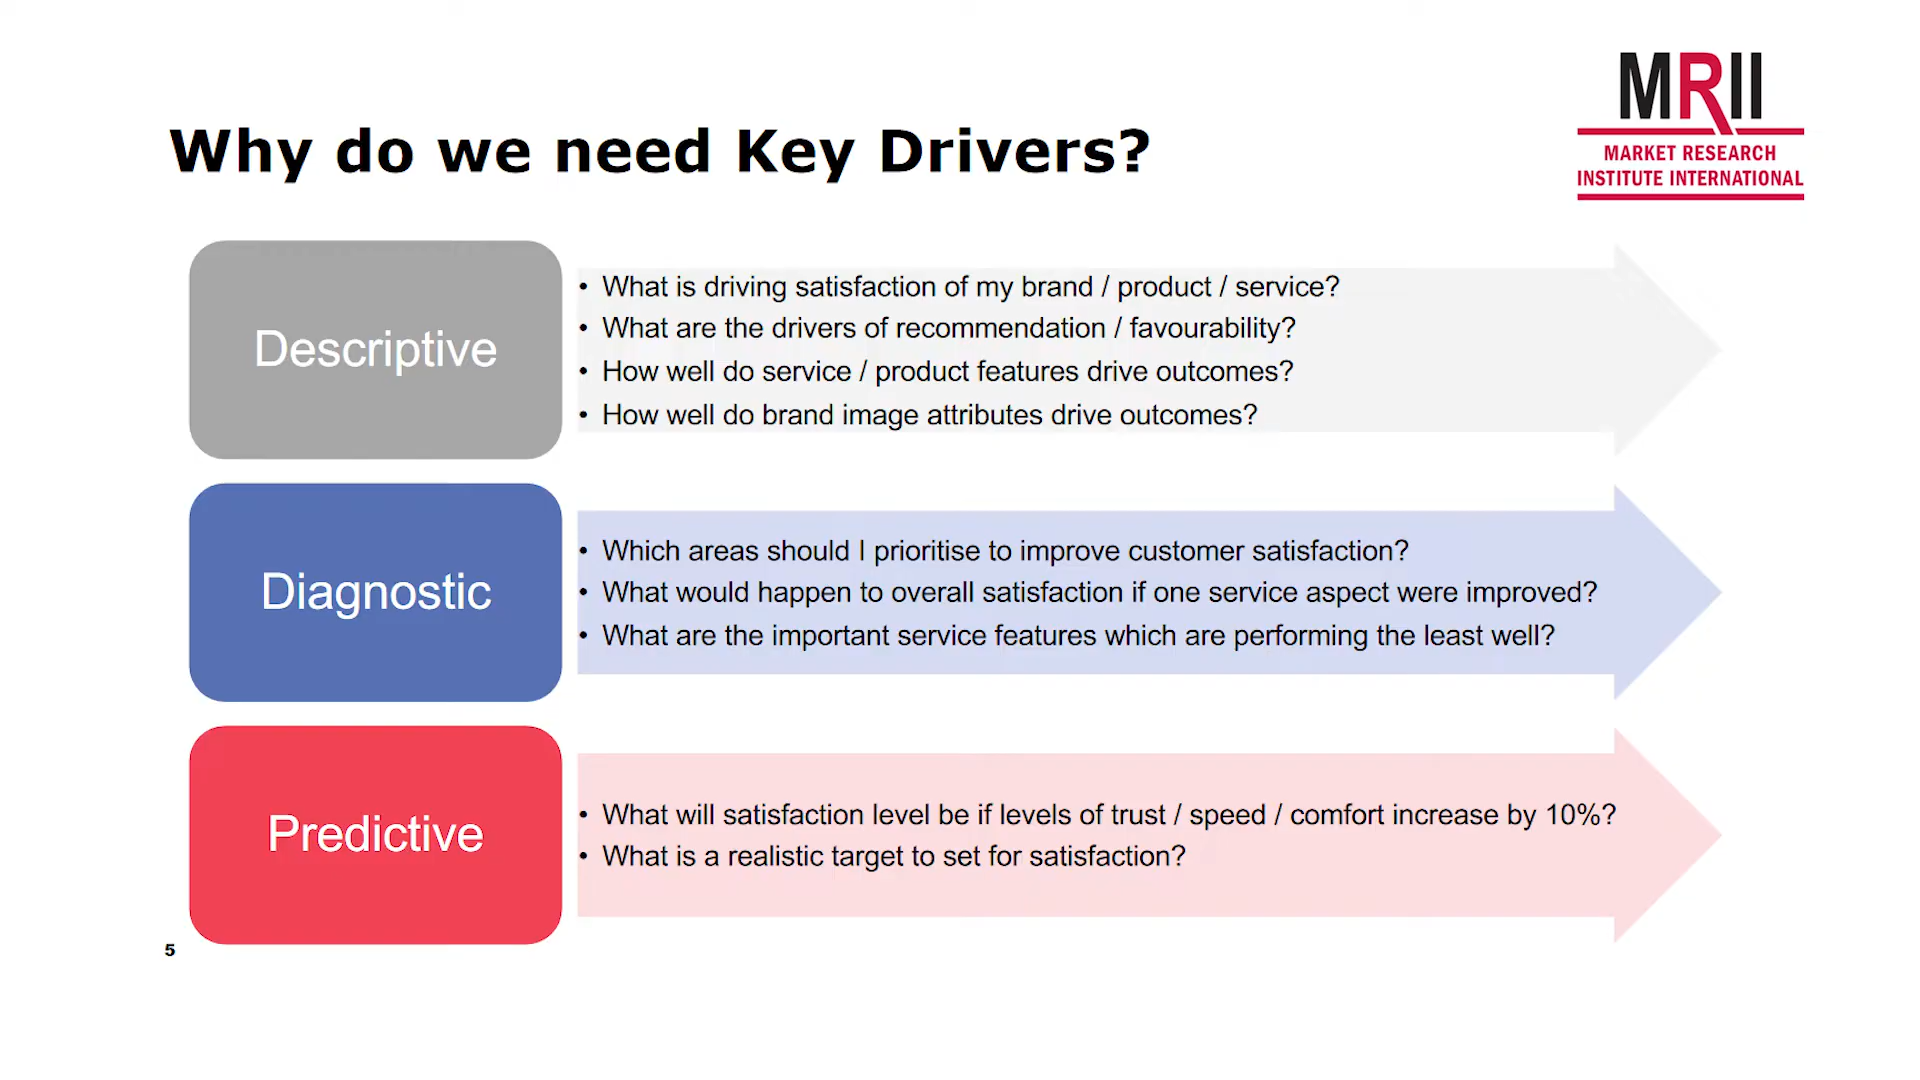 MRII
MARKET RESEARCH
INSTITUTE INTERNATIONAL
Why do we need Key Drivers?
Descriptive
• What is driving satisfaction of my brand / product / service?
• What are the drivers of recommendation / favourability?
• How well do service / product features drive outcomes?
• How well do brand image attributes drive outcomes?
Diagnostic
• Which areas should I prioritise to improve customer satisfaction?
• What would happen to overall satisfaction if one service aspect were improved?
• What are the important service features which are performing the least well?
Predictive
• What will satisfaction level be if levels of trust / speed / comfort increase by 10%?
• What is a realistic target to set for satisfaction?
5